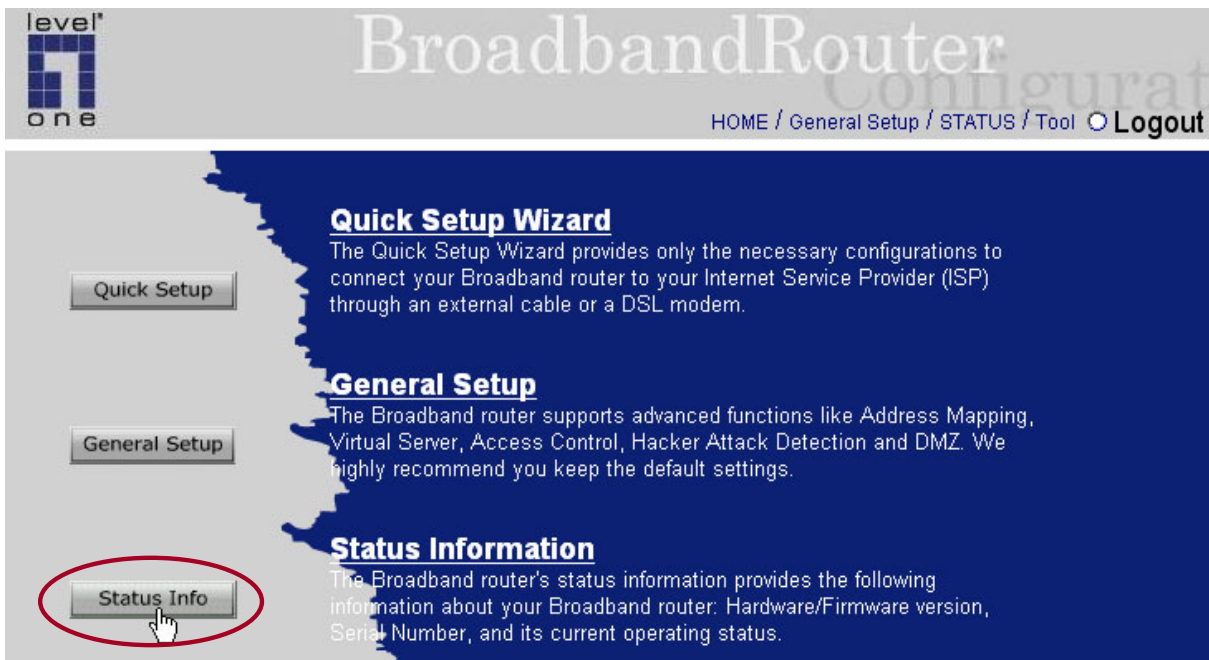 level
one
BroadbandRouter
Configurat
HOME / General Setup / STATUS / Tool Logout
Quick Setup Wizard
The Quick Setup Wizard provides only the necessary configurations to
connect your Broadband router to your Internet Service Provider (ISP)
through an external cable or a DSL modem.
Quick Setup
General Setup
The Broadband router supports advanced functions like Address Mapping,
Virtual Server, Access Control, Hacker Attack Detection and DMZ. We
highly recommend you keep the default settings.
General Setup
Status Information
The Broadband router's status information provides the following
information about your Broadband router: Hardware/Firmware version,
Serial Number, and its current operating status.
Status Info